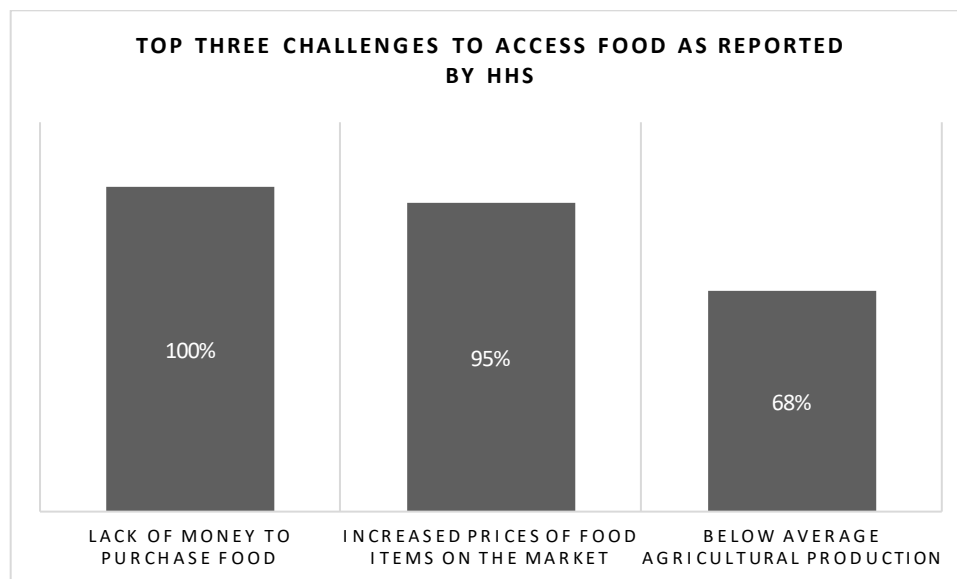 TOP THREE CHALLENGES TO ACCESS FOOD AS REPORTED
BY HHS
100%
95%
68%
LACK OF MONEY TO
PURCHASE FOOD
INCREASED PRICES OF FOOD
ITEMS ON THE MARKET
BELOW AVERAGE
AGRICULTURAL PRODUCTION